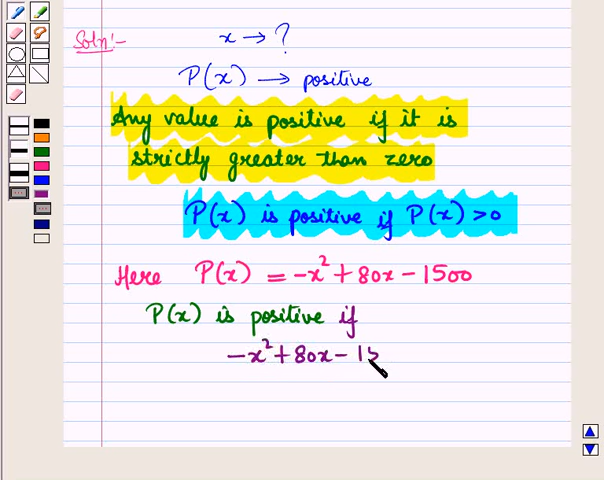 Soln:- x → ?
P(x) → positive
Any value is positive if it is
strictly greater than zero
P(x) is positive if P(x) > 0
Here P(x) = -x² + 80x - 1500
P(x) is positive if
-x² + 80x - 15